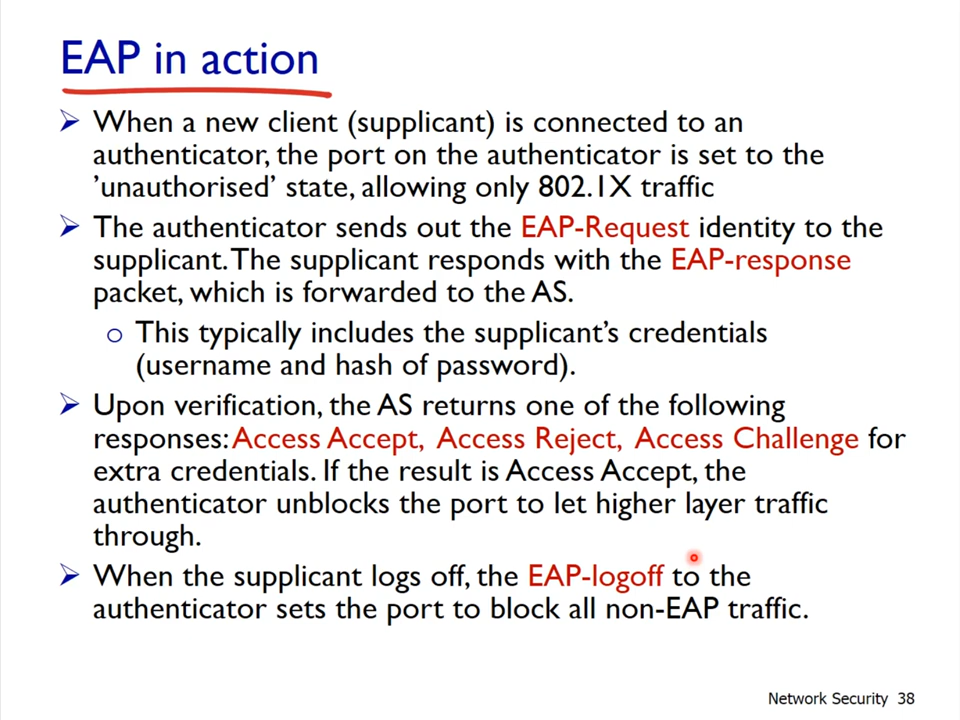 EAP in action
When a new client (supplicant) is connected to an
authenticator, the port on the authenticator is set to the
’unauthorised’ state, allowing only 802.1X traffic
The authenticator sends out the EAP-Request identity to the
supplicant. The supplicant responds with the EAP-response
packet, which is forwarded to the AS.
This typically includes the supplicant’s credentials
(username and hash of password).
Upon verification, the AS returns one of the following
responses: Access Accept, Access Reject, Access Challenge for
extra credentials. If the result is Access Accept, the
authenticator unblocks the port to let higher layer traffic
through.
When the supplicant logs off, the EAP-logoff to the
authenticator sets the port to block all non-EAP traffic.
Network Security 38